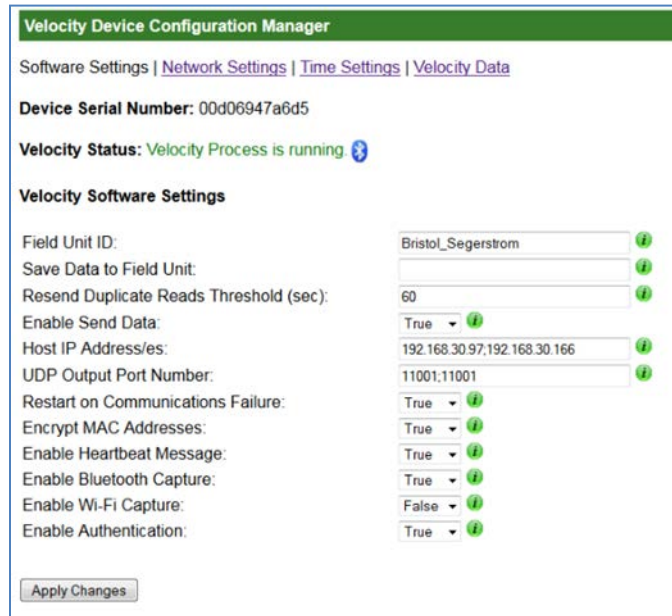 Velocity Device Configuration Manager
Software Settings | Network Settings | Time Settings | Velocity Data
Device Serial Number: 00d06947a6d5
Velocity Status: Velocity Process is running.
Velocity Software Settings
Field Unit ID: Bristol_Segerstrom
Save Data to Field Unit:
Resend Duplicate Reads Threshold (sec): 60
Enable Send Data: True
Host IP Address/es: 192.168.30.97;192.168.30.166
UDP Output Port Number: 11001;11001
Restart on Communications Failure: True
Encrypt MAC Addresses: True
Enable Heartbeat Message: True
Enable Bluetooth Capture: True
Enable Wi-Fi Capture: False
Enable Authentication: True
Apply Changes